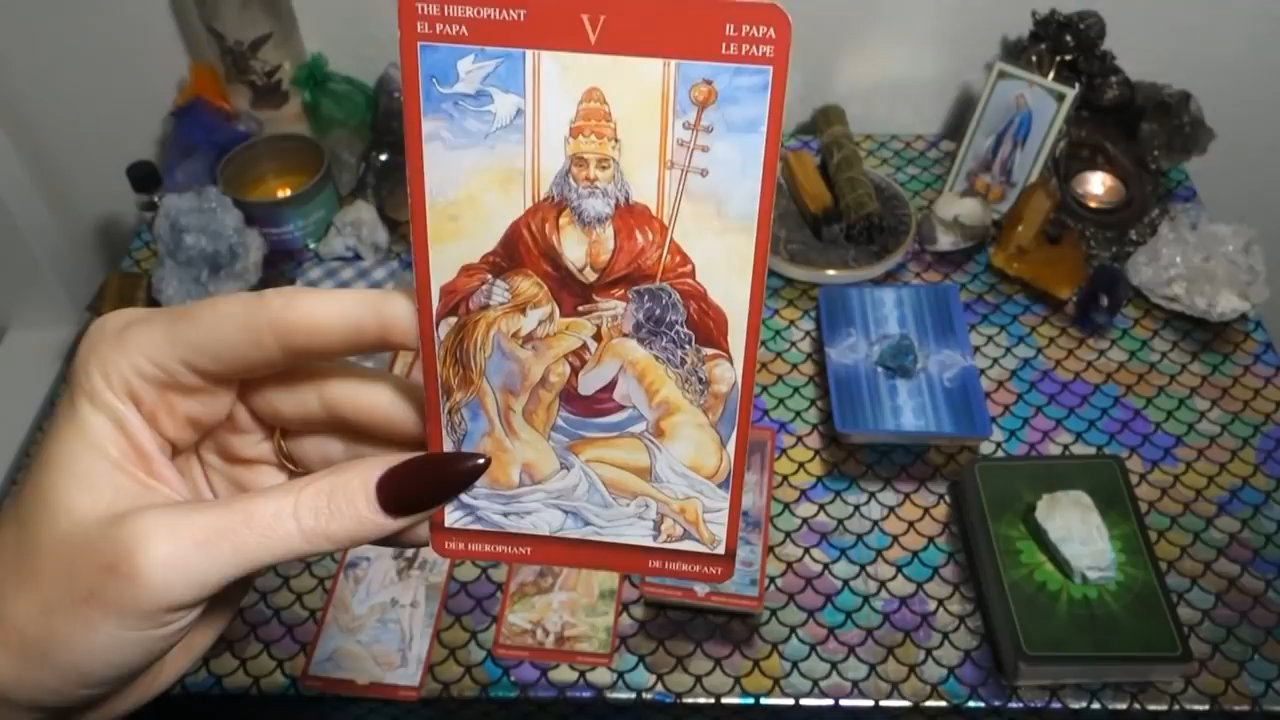 THE HIEROPHANT
EL PAPA
V
IL PAPA
LE PAPE
DER HIEROPHANT
DE HIËROFANT